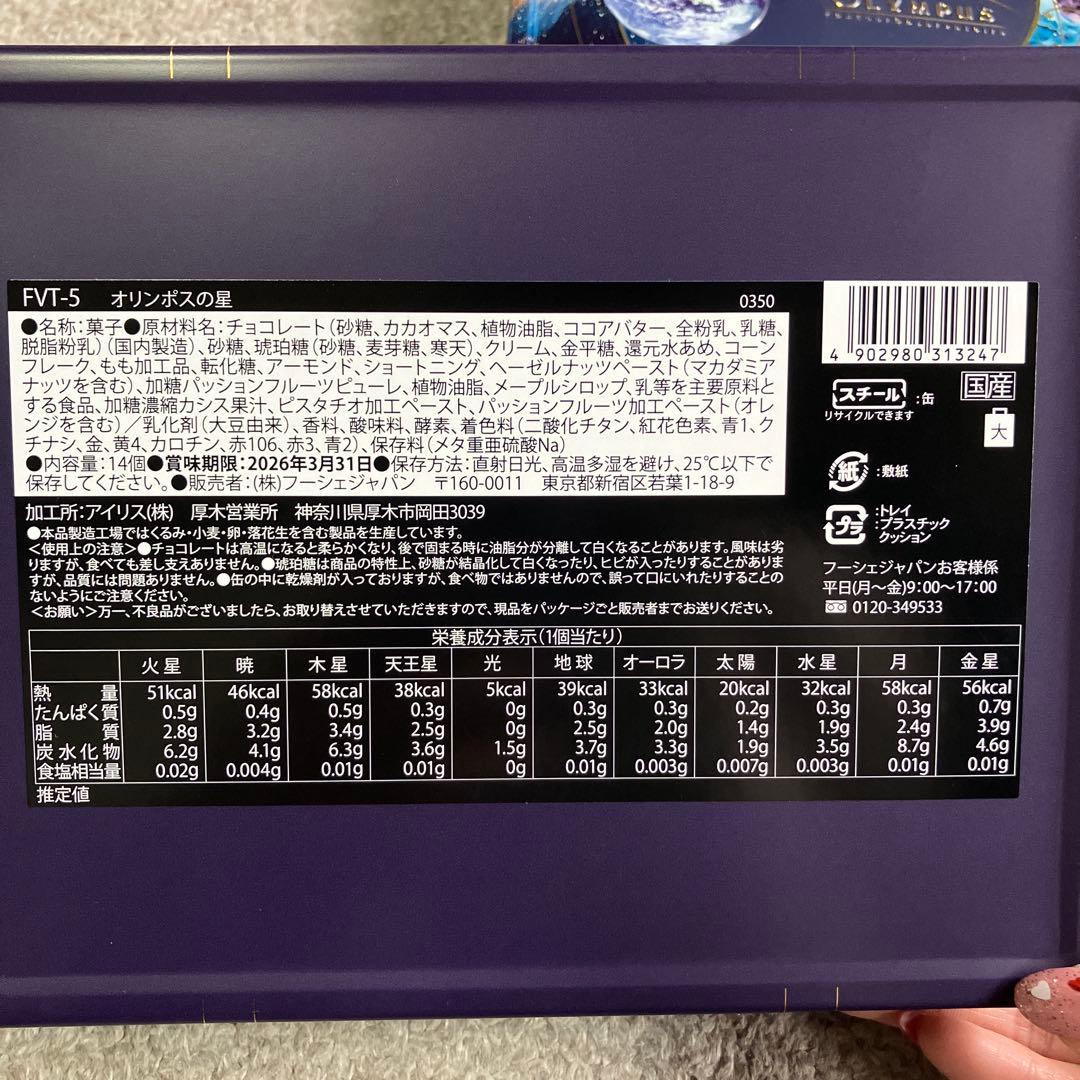 OLYMPUS
FVT-5 オリンポスの星 0350
●名称:菓子●原材料名:チョコレート(砂糖、カカオマス、植物油脂、ココアバター、全粉乳、乳糖、
脱脂粉乳)(国内製造)、砂糖、琥珀糖(砂糖、麦芽糖、寒天)、クリーム、金平糖、還元水あめ、コーン
フレーク、もも加工品、転化糖、アーモンド、ショートニング、ヘーゼルナッツペースト(マカダミア
ナッツを含む)、加糖パッションフルーツピューレ、植物油脂、メープルシロップ、乳等を主要原料と
する食品、加糖濃縮カシス果汁、ピスタチオ加工ペースト、パッションフルーツ加工ペースト(オレ
ンジを含む)/乳化剤(大豆由来)、香料、酸味料、酵素、着色料(二酸化チタン、紅花色素、青1、ク
チナシ、金、黄4、カロチン、赤106、赤3、青2)、保存料(メタ重亜硫酸Na)
●内容量:14個●賞味期限:2026年3月31日●保存方法:直射日光、高温多湿を避け、25℃以下で
保存してください。●販売者:(株)フーシェジャパン 〒160-0011 東京都新宿区若葉1-18-9
加工所:アイリス(株) 厚木営業所 神奈川県厚木市岡田3039
●本品製造工場ではくるみ・小麦・卵・落花生を含む製品を生産しています。
<使用上の注意>●チョコレートは高温になると柔らかくなり、後で固まる時に油脂分が分離して白くなることがあります。風味は劣
りますが、食べても差し支えありません。●琥珀糖は商品の特性上、砂糖が結晶化して白くなったり、ヒビが入ったりすることがありま
すが、品質には問題ありません。●缶の中に乾燥剤が入っておりますが、食べ物ではありませんので、誤って口にいれたりすることの
ないようにご注意ください。
<お願い>万一、不良品がございましたら、お取り替えさせていただきますので、現品をパッケージごと販売者までお送りください。
4 902980 313247
スチール :缶
リサイクルできます
国産
大
紙 :敷紙
プラ :トレイ
:プラスチック
クッション
フーシェジャパンお客様係
平日(月〜金)9:00〜17:00
0120-349533
栄養成分表示(1個当たり)
火星 暁 木星 天王星 光 地球 オーロラ 太陽 水星 月 金星
熱量 51kcal 46kcal 58kcal 38kcal 5kcal 39kcal 33kcal 20kcal 32kcal 58kcal 56kcal
たんぱく質 0.5g 0.4g 0.5g 0.3g 0g 0.3g 0.3g 0.2g 0.3g 0.3g 0.7g
脂質 2.8g 3.2g 3.4g 2.5g 0g 2.5g 2.0g 1.4g 1.9g 2.4g 3.9g
炭水化物 6.2g 4.1g 6.3g 3.6g 1.5g 3.7g 3.3g 1.9g 3.5g 8.7g 4.6g
食塩相当量 0.02g 0.004g 0.01g 0.01g 0g 0.01g 0.003g 0.007g 0.003g 0.01g 0.01g
推定値